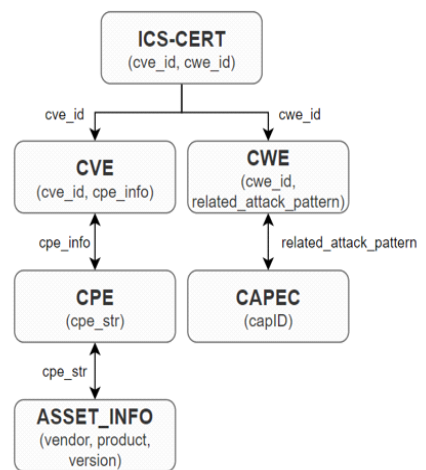 ICS-CERT
(cve_id, cwe_id)
cve_id
cwe_id
CVE
(cve_id, cpe_info)
CWE
(cwe_id,
related_attack_pattern)
cpe_info
related_attack_pattern
CPE
(cpe_str)
CAPEC
(capID)
cpe_str
ASSET_INFO
(vendor, product,
version)